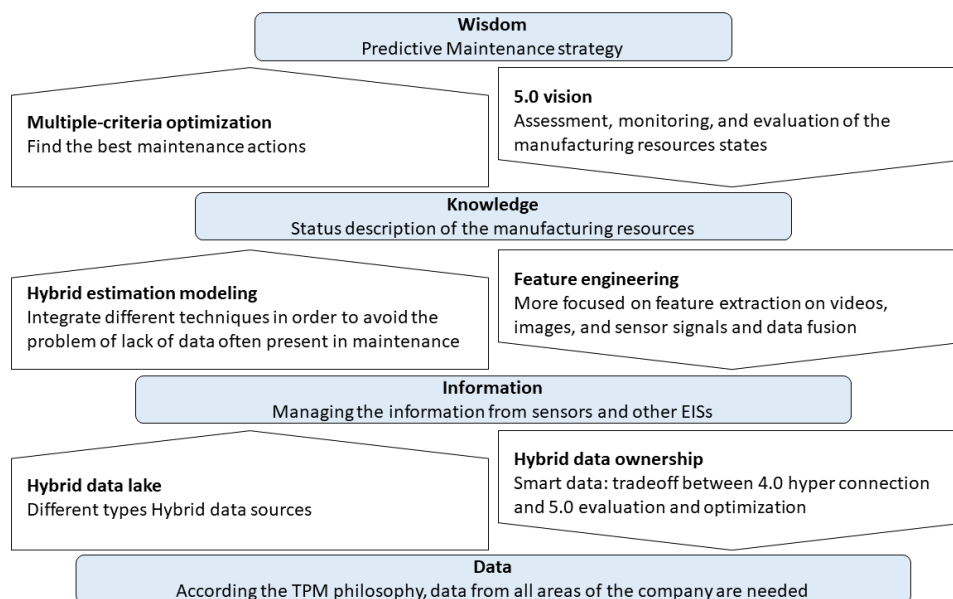 Wisdom
Predictive Maintenance strategy
Multiple-criteria optimization
Find the best maintenance actions
5.0 vision
Assessment, monitoring, and evaluation of the
manufacturing resources states
Knowledge
Status description of the manufacturing resources
Hybrid estimation modeling
Integrate different techniques in order to avoid the
problem of lack of data often present in maintenance
Feature engineering
More focused on feature extraction on videos,
images, and sensor signals and data fusion
Information
Managing the information from sensors and other EISs
Hybrid data lake
Different types Hybrid data sources
Hybrid data ownership
Smart data: tradeoff between 4.0 hyper connection
and 5.0 evaluation and optimization
Data
According the TPM philosophy, data from all areas of the company are needed